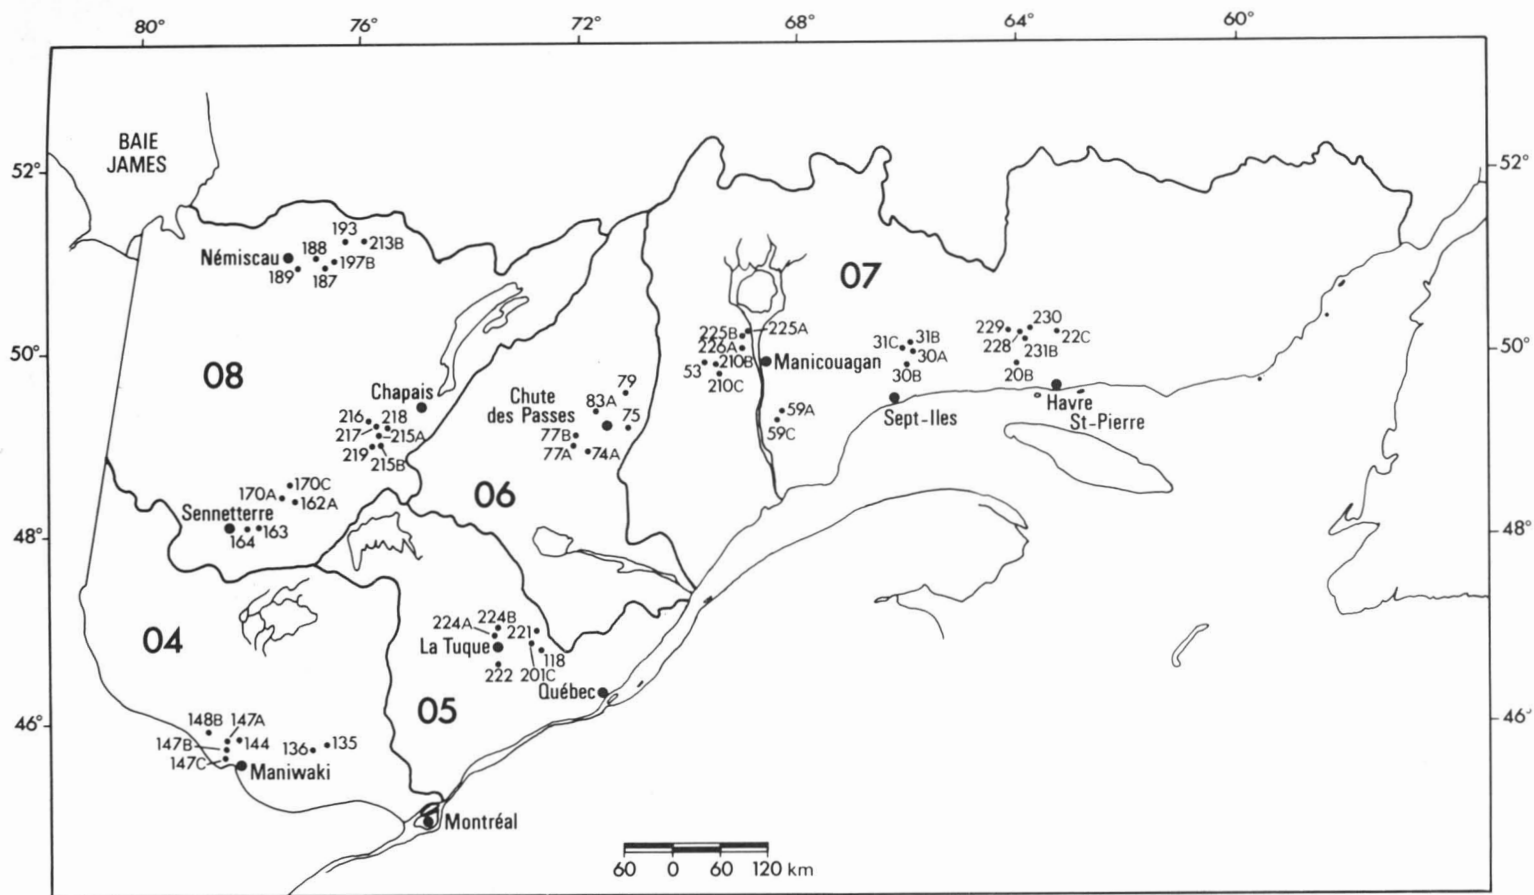 80° 76° 72° 68° 64° 60°
BAIE
JAMES
52° 52°
193
188 213B
Némiscau
197B
189 187
07
230
229 22C
225B 225A
228
226A 31C 31B
231B
50° 50°
210B Manicouagan 30A
53
210C 30B 20B
08
Chapais
79
Chute 83A
des Passes
75
59A
59C
Havre
St-Pierre
Sept-Iles
216 218
217 215A
219
215B
77B
77A 74A
170C
170A
162A
06
Sennetterre
163
164
48° 48°
04
224B
224A 221
La Tuque
118
222 201C
Québec
05
46° 46°
148B 147A
147B 144 136 135
147C
Maniwaki
Montréal
60 0 60 120 km